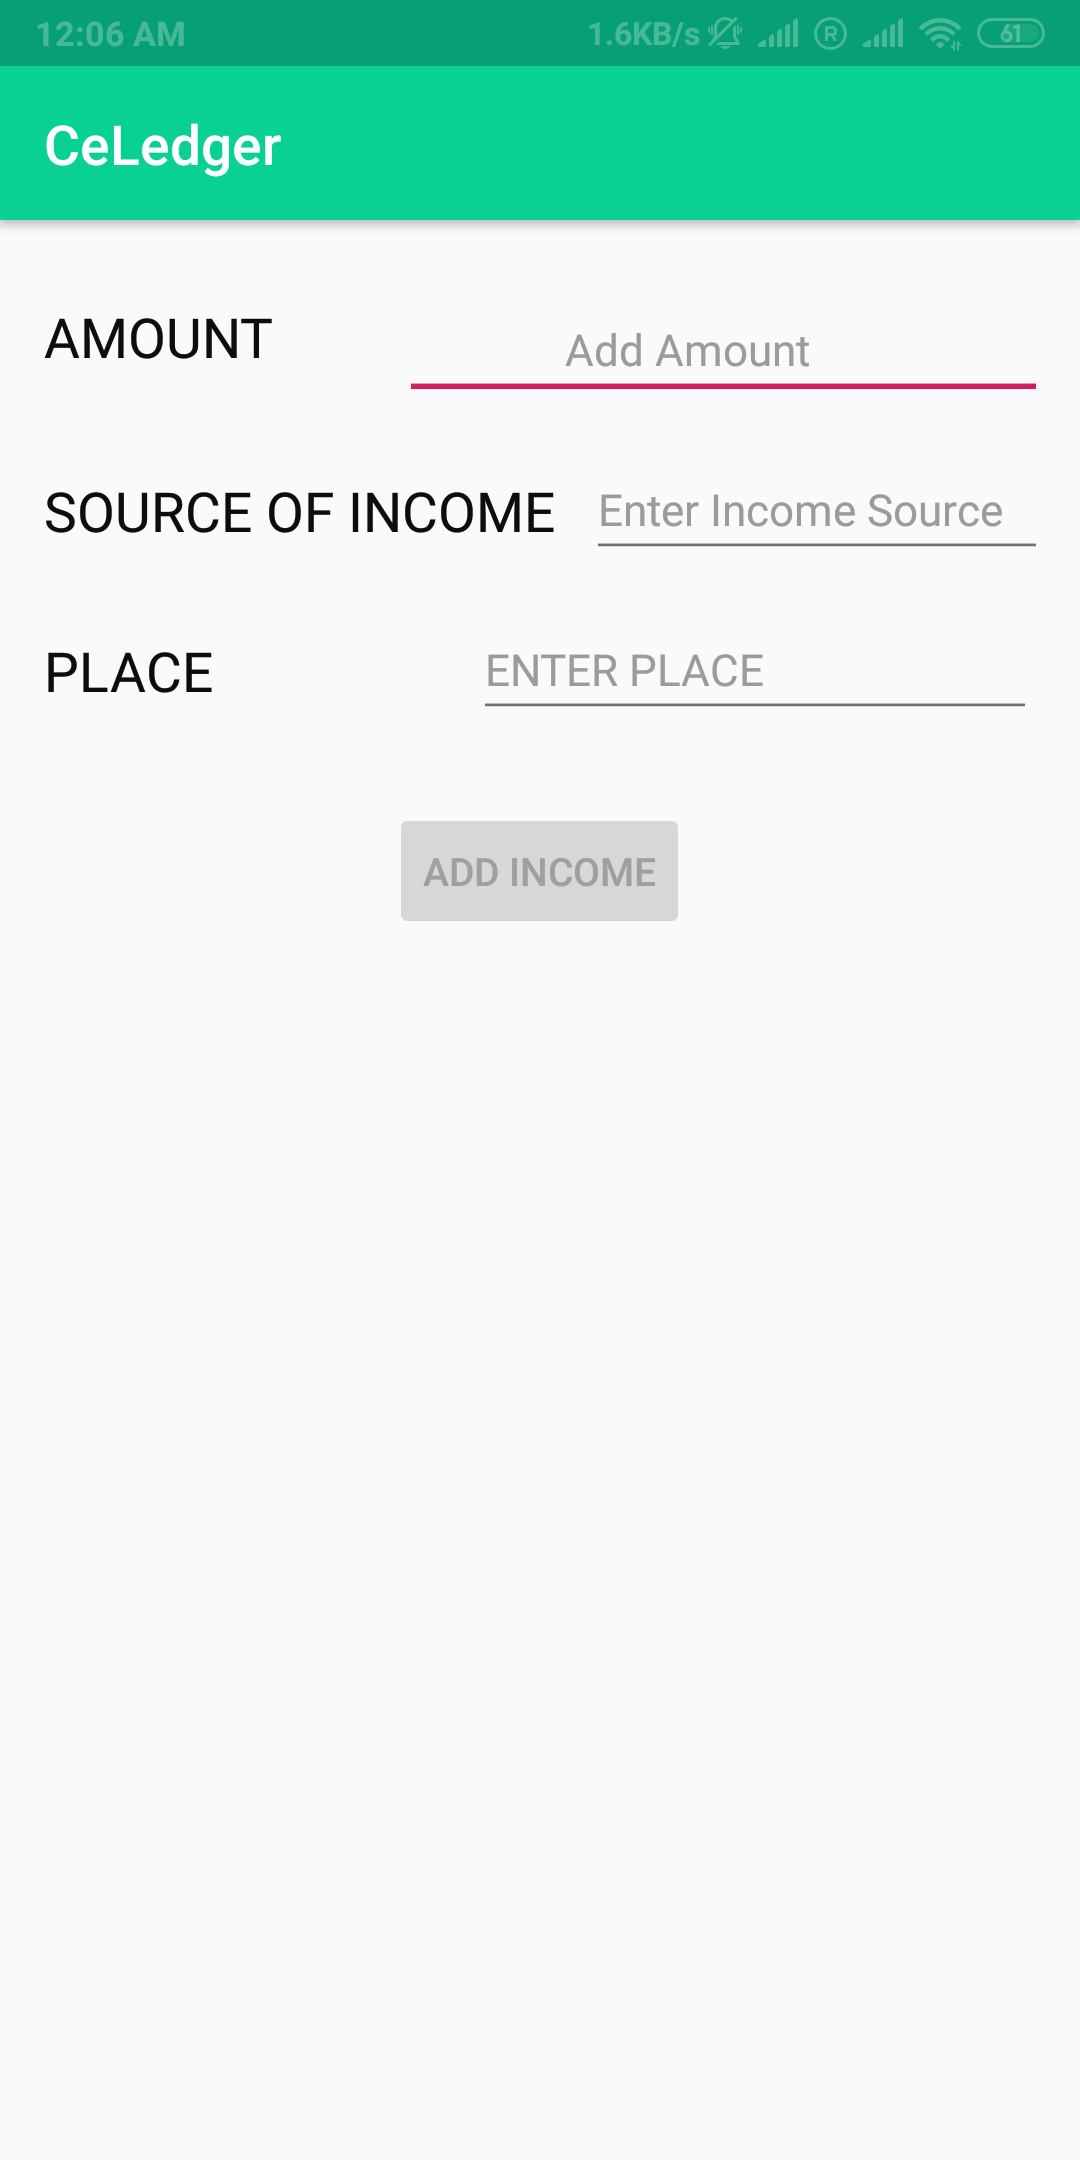 12:06 AM 1.6KB/s R 61
CeLedger
AMOUNT Add Amount
SOURCE OF INCOME Enter Income Source
PLACE ENTER PLACE
ADD INCOME